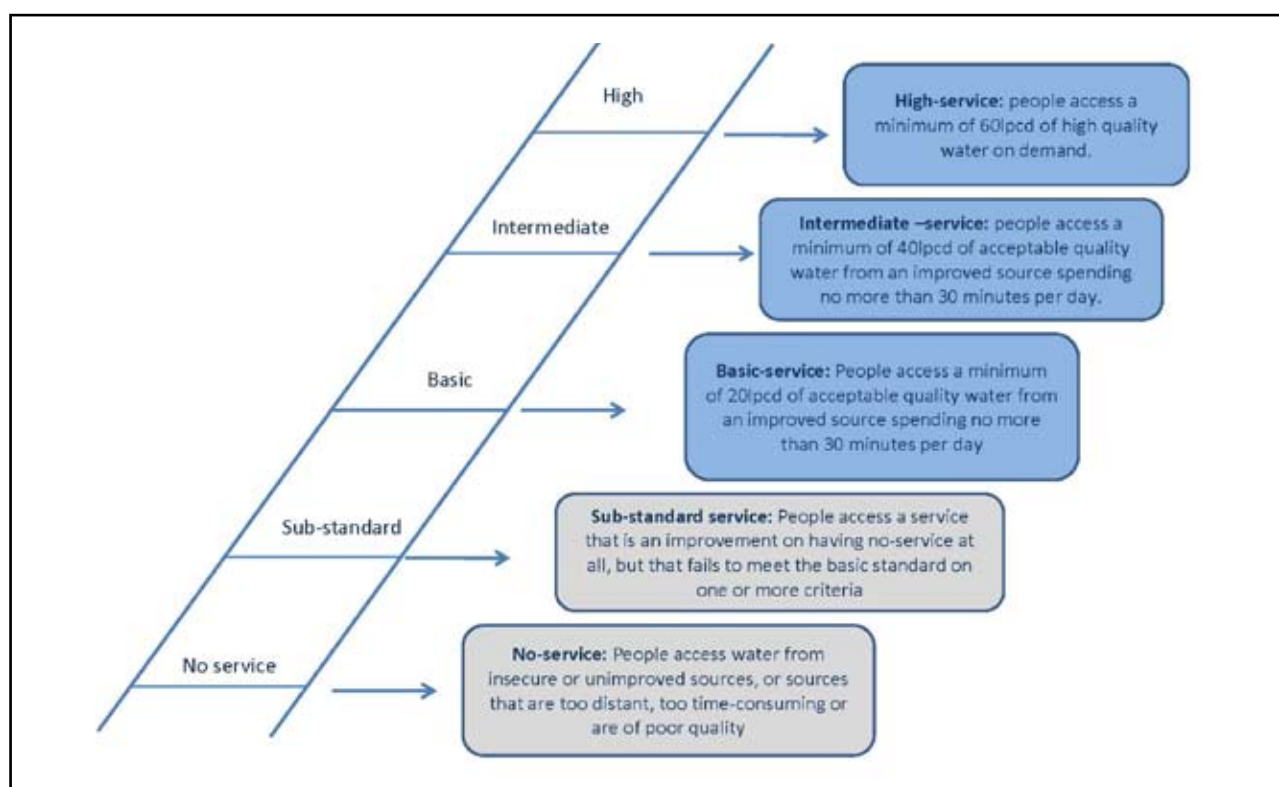 High
High-service: people access a
minimum of 60lpcd of high quality
water on demand.
Intermediate
Intermediate –service: people access a
minimum of 40lpcd of acceptable quality
water from an improved source spending
no more than 30 minutes per day.
Basic
Basic-service: People access a minimum
of 20lpcd of acceptable quality water from
an improved source spending no more
than 30 minutes per day
Sub-standard
Sub-standard service: People access a service
that is an improvement on having no-service at
all, but that fails to meet the basic standard on
one or more criteria
No service
No-service: People access water from
insecure or unimproved sources, or sources
that are too distant, too time-consuming or
are of poor quality